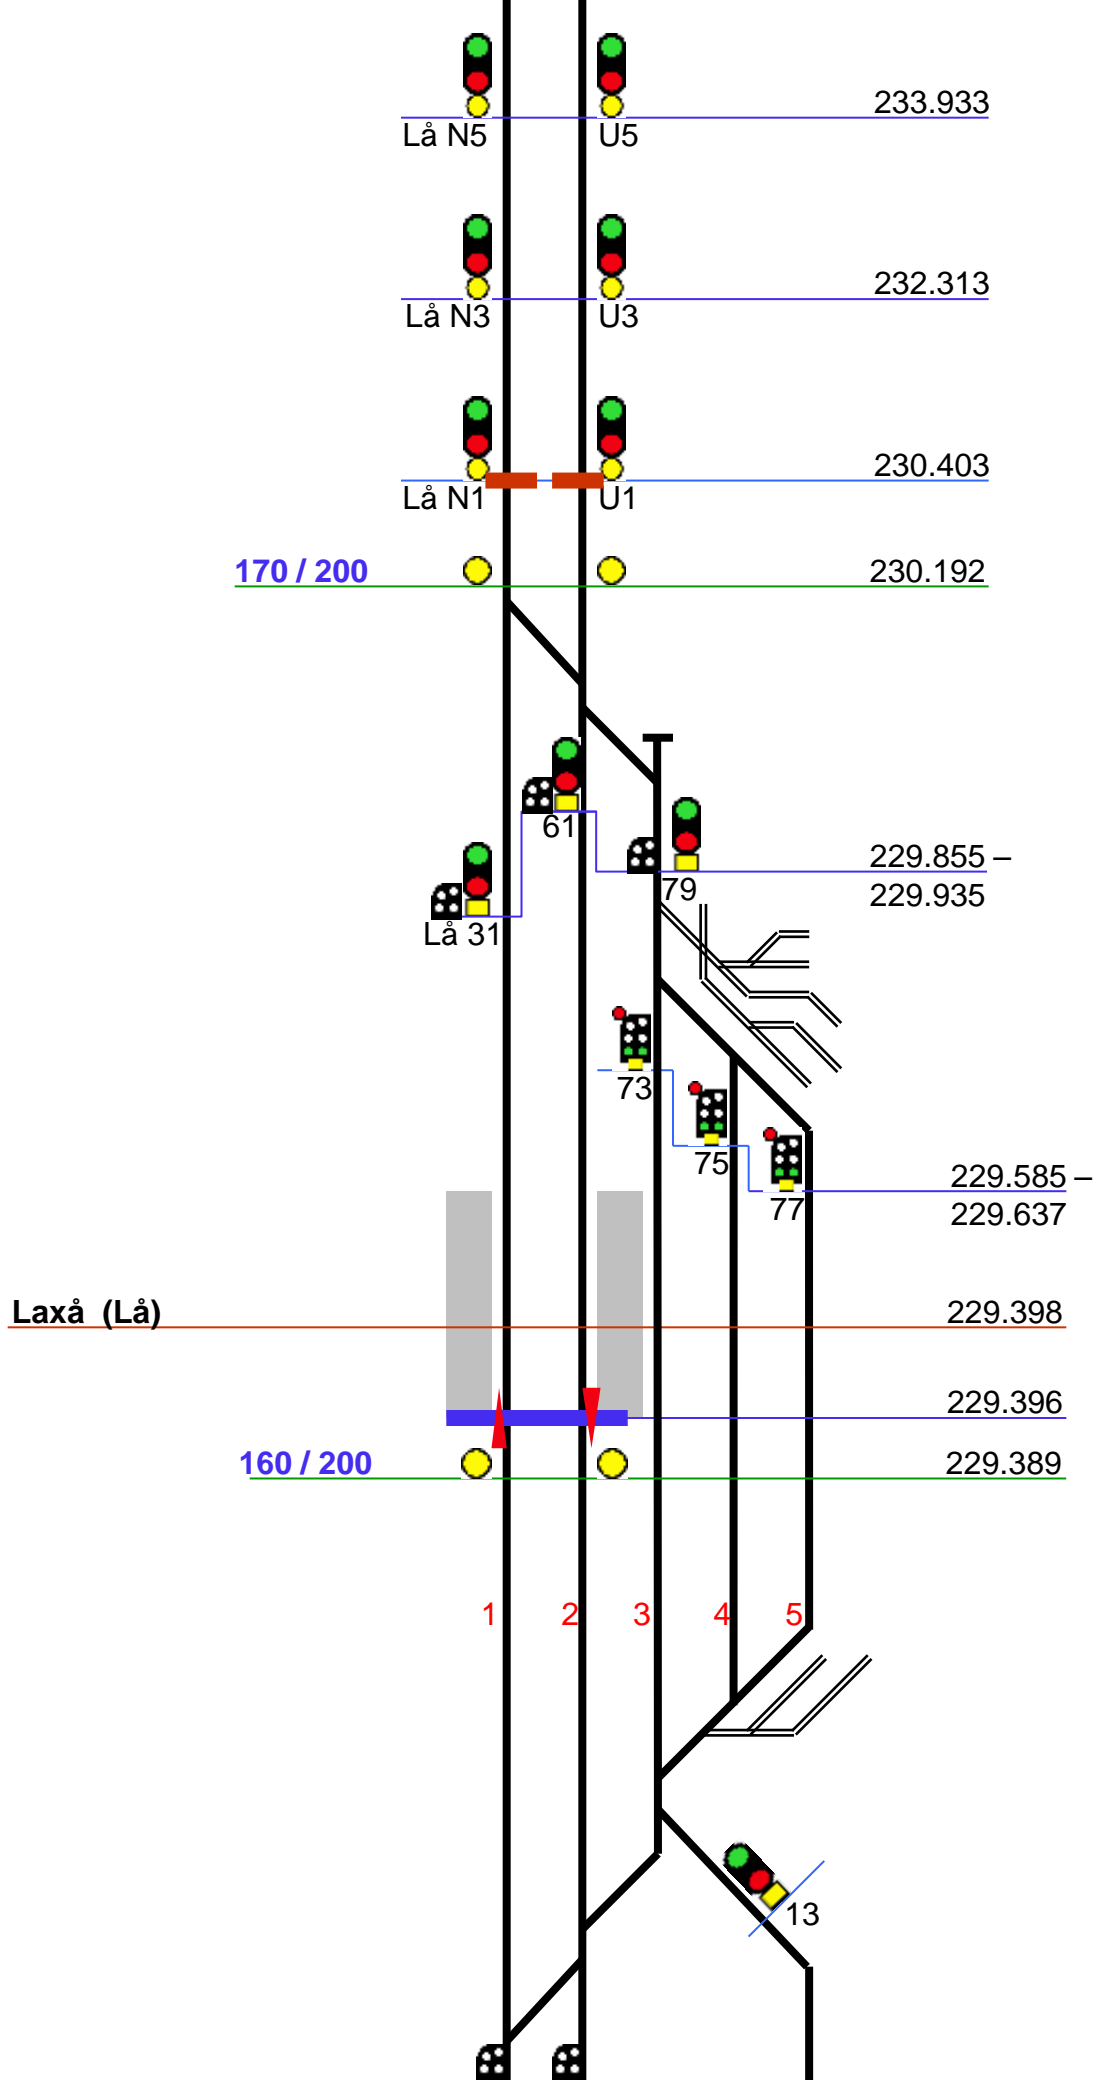 233.933
Lå N5 U5
232.313
Lå N3 U3
230.403
Lå N1 U1
170 / 200 230.192
61
229.855 –
79
229.935
Lå 31
73
75
229.585 –
77
229.637
Laxå (Lå) 229.398
229.396
160 / 200 229.389
1 2 3 4 5
13